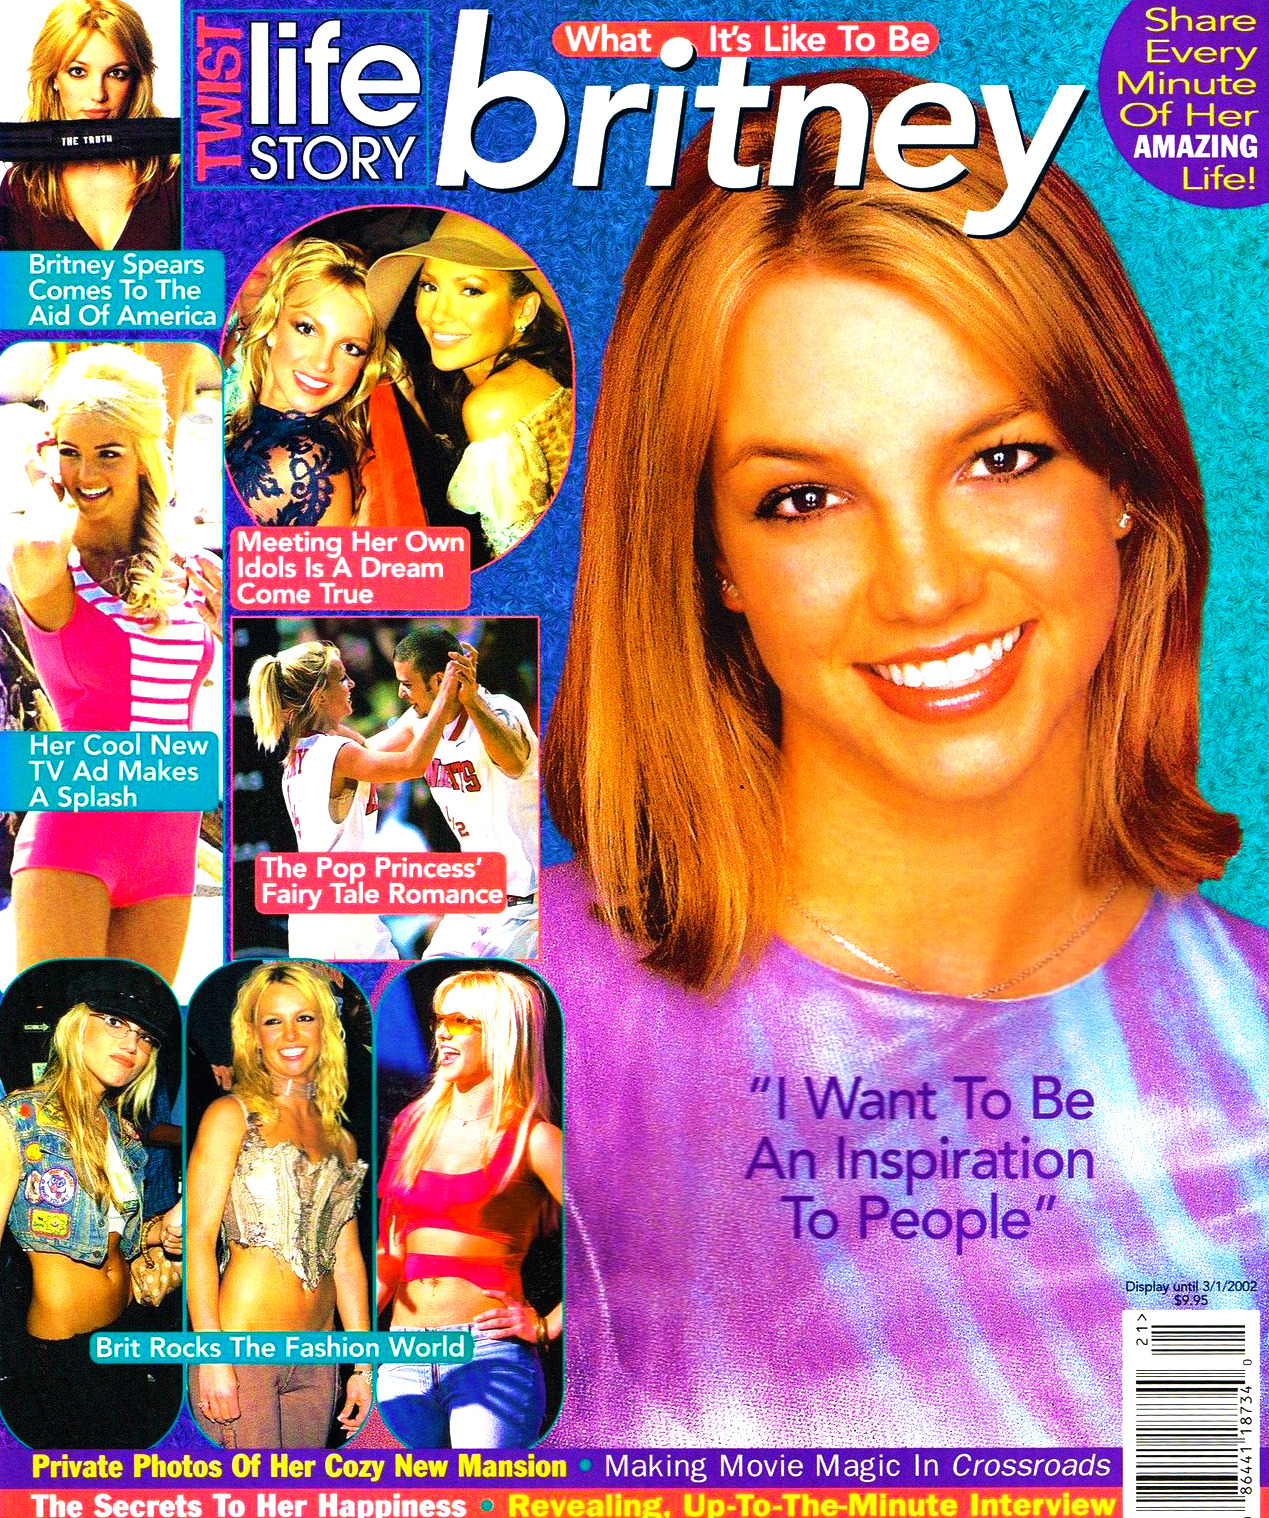 TWIST
life
STORY
What It's Like To Be
britney
Share
Every
Minute
Of Her
AMAZING
Life!
THE TRUTH
Britney Spears
Comes To The
Aid Of America
Meeting Her Own
Idols Is A Dream
Come True
Her Cool New
TV Ad Makes
A Splash
The Pop Princess'
Fairy Tale Romance
Brit Rocks The Fashion World
"I Want To Be
An Inspiration
To People"
Display until 3/1/2002
$9.95
21>
86441 18734
0
Private Photos Of Her Cozy New Mansion • Making Movie Magic In Crossroads
The Secrets To Her Happiness • Revealing, Up-To-The-Minute Interview